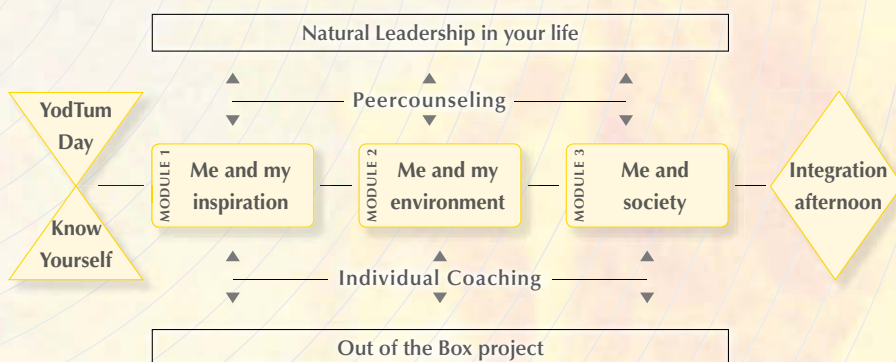 Natural Leadership in your life
Peercounseling
YodTum
Day
Know
Yourself
MODULE 1
Me and my
inspiration
MODULE 2
Me and my
environment
MODULE 3
Me and
society
Integration
afternoon
Individual Coaching
Out of the Box project